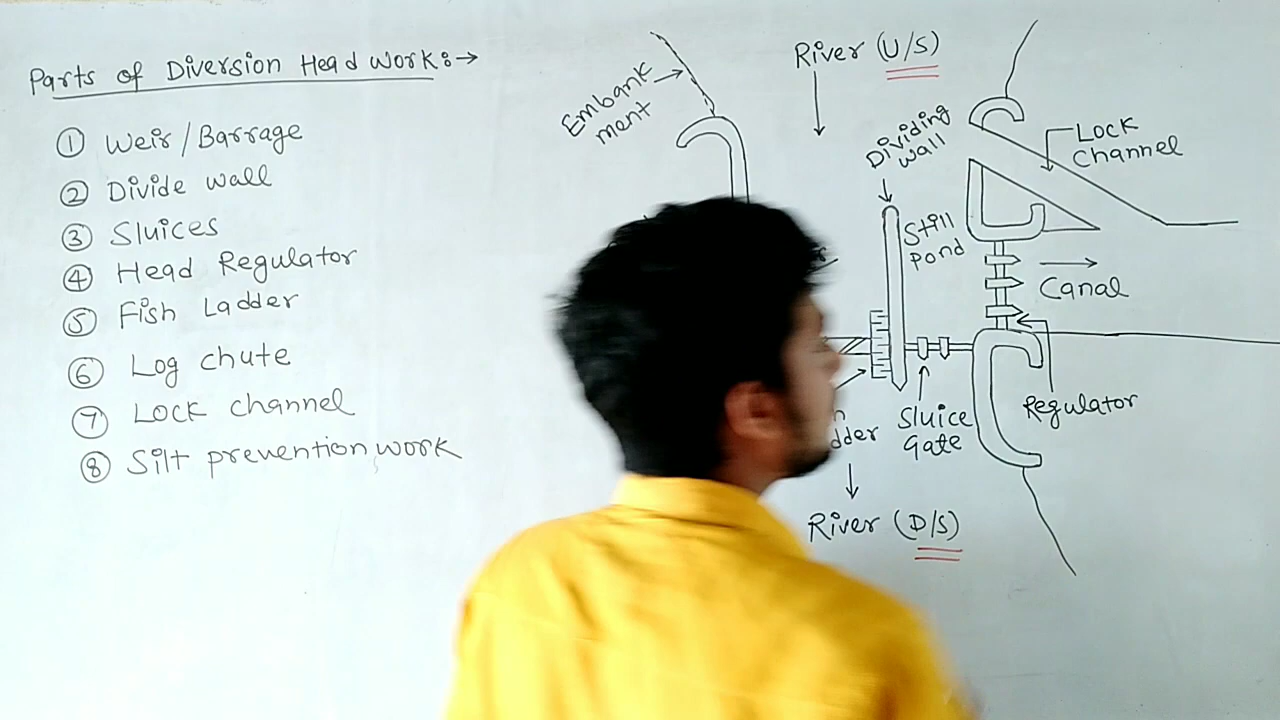 Parts of Diversion Head Work:→
① Weir/Barrage
② Divide wall
③ Sluices
④ Head Regulator
⑤ Fish Ladder
⑥ Log chute
⑦ Lock channel
⑧ Silt prevention work
Embank
ment
River (U/S)
Dividing
wall
Lock
Channel
Still
pond
Canal
Regulator
Sluice
Gate
River (D/S)